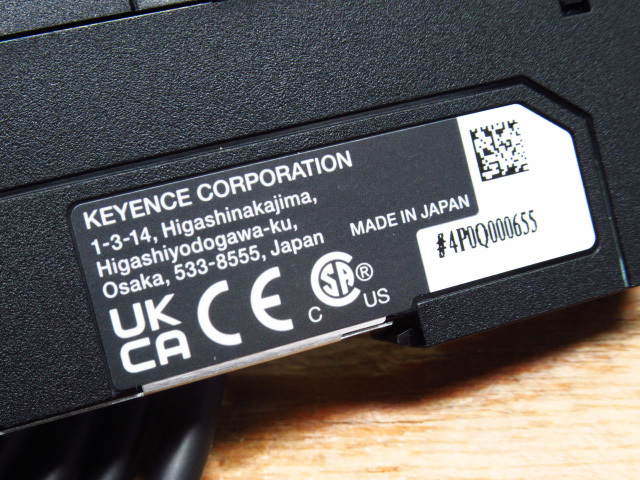 KEYENCE CORPORATION
1-3-14, Higashinakajima,
Higashiyodogawa-ku,
Osaka, 533-8555, Japan
MADE IN JAPAN
#4P0Q000655
UK
CA
CE
C SA ® US